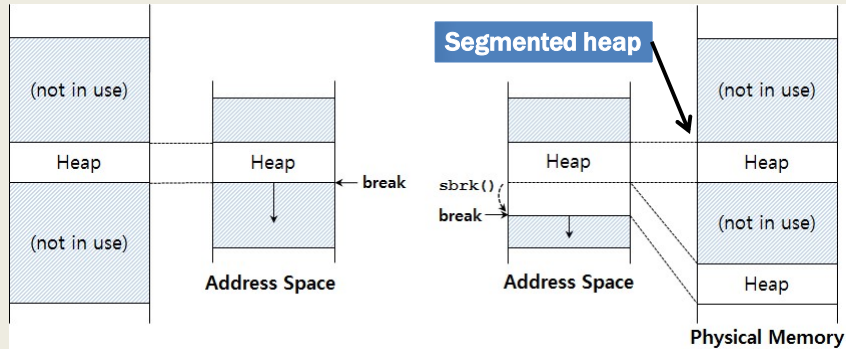 Segmented heap
(not in use)
Heap
(not in use)
Heap
break
Address Space
Heap
sbrk()
break
Address Space
(not in use)
Heap
(not in use)
Heap
Physical Memory